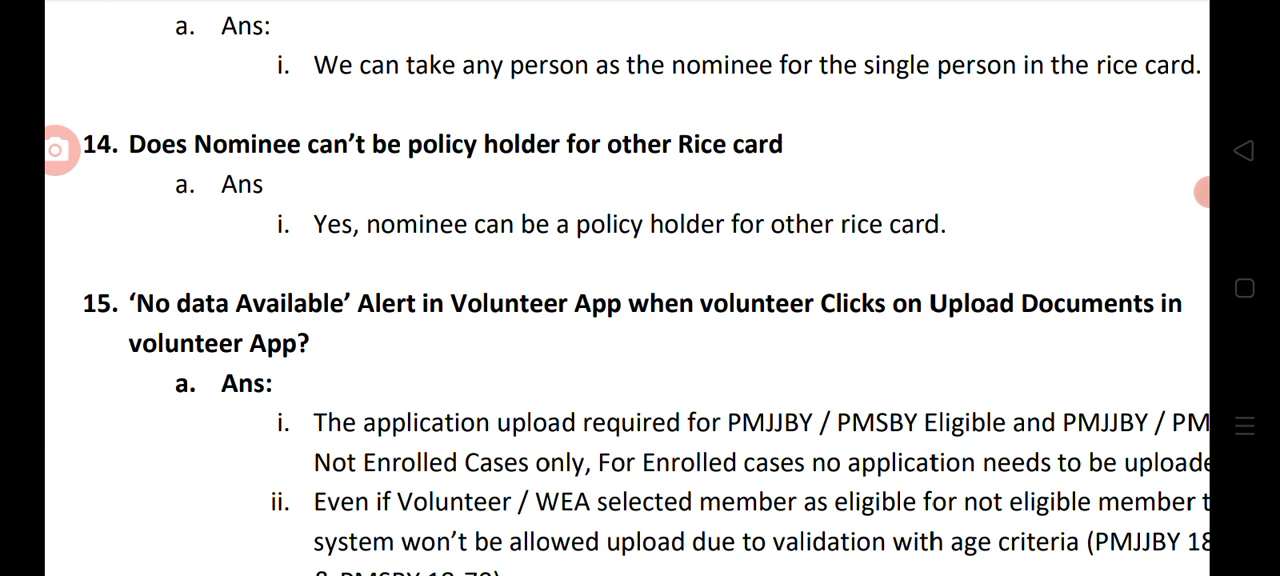 a. Ans:
i. We can take any person as the nominee for the single person in the rice card.
14. Does Nominee can't be policy holder for other Rice card
a. Ans
i. Yes, nominee can be a policy holder for other rice card.
15. ‘No data Available’ Alert in Volunteer App when volunteer Clicks on Upload Documents in
volunteer App?
a. Ans:
i. The application upload required for PMJJBY / PMSBY Eligible and PMJJBY / PM
Not Enrolled Cases only, For Enrolled cases no application needs to be
ii. Even if Volunteer / WEA selected member as eligible for not eligible member
system won't be allowed upload due to validation with age criteria (PMJJBY 18